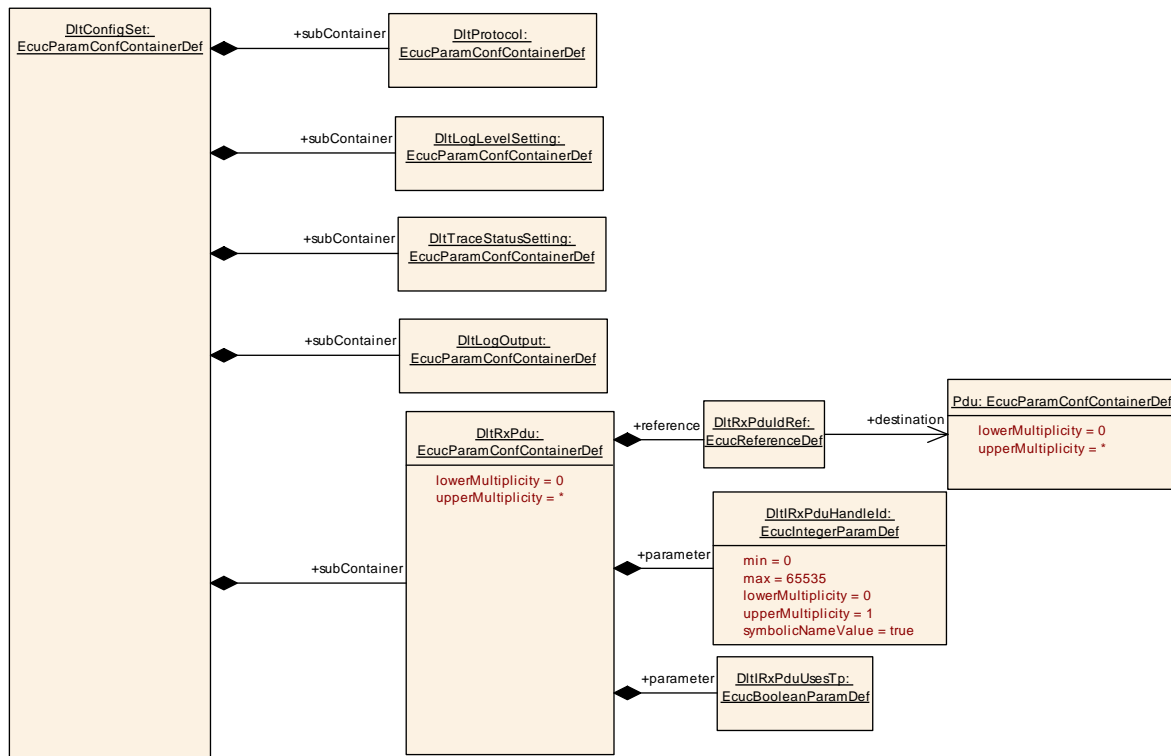 DltConfigSet:
EcucParamConfContainerDef
+subContainer
DltProtocol:
EcucParamConfContainerDef
+subContainer
DltLogLevelSetting:
EcucParamConfContainerDef
+subContainer
DltTraceStatusSetting:
EcucParamConfContainerDef
+subContainer
DltLogOutput:
EcucParamConfContainerDef
+subContainer
DltRxPdu:
EcucParamConfContainerDef
lowerMultiplicity = 0
upperMultiplicity = *
+reference
DltRxPduIdRef:
EcucReferenceDef
+destination
Pdu: EcucParamConfContainerDef
lowerMultiplicity = 0
upperMultiplicity = *
+parameter
DltIRxPduHandleId:
EcucIntegerParamDef
min = 0
max = 65535
lowerMultiplicity = 0
upperMultiplicity = 1
symbolicNameValue = true
+parameter
DltIRxPduUsesTp:
EcucBooleanParamDef